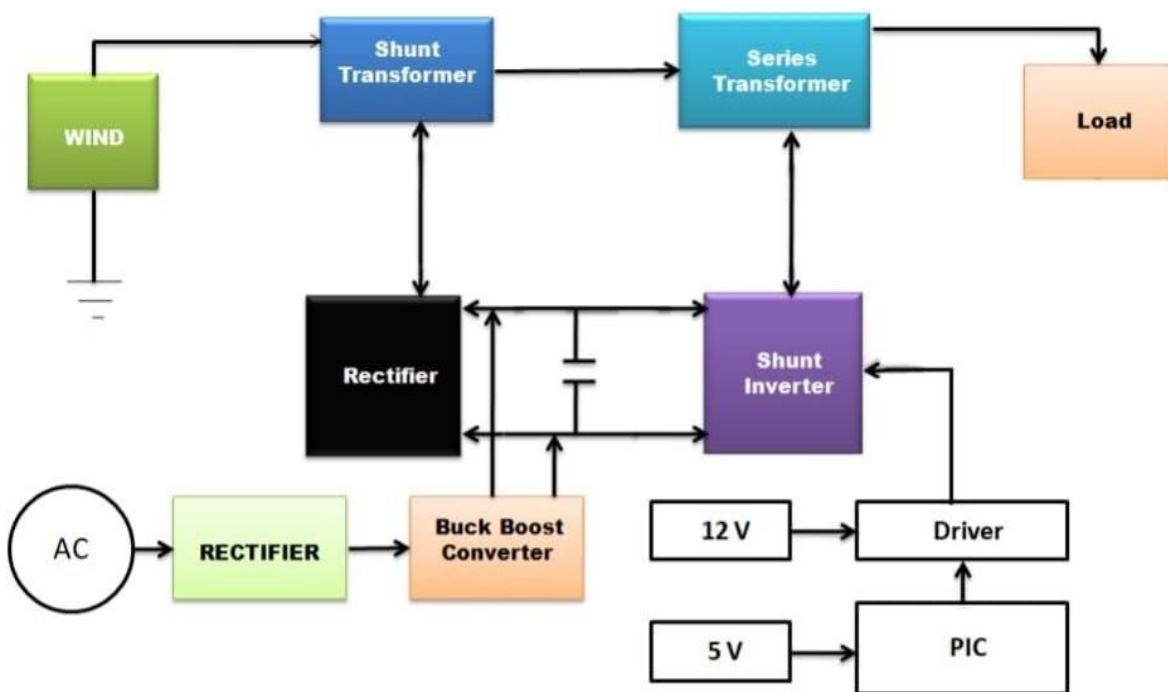 Shunt
Transformer
Series
Transformer
WIND
Load
Rectifier
Shunt
Inverter
AC
RECTIFIER
Buck Boost
Converter
12 V
Driver
5 V
PIC